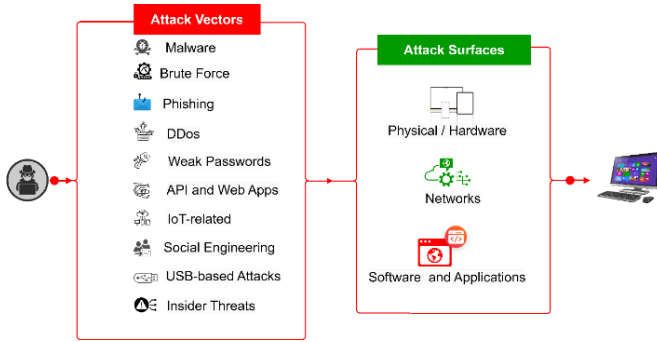 Attack Vectors
Malware
Brute Force
Phishing
DDos
Weak Passwords
API and Web Apps
IoT-related
Social Engineering
USB-based Attacks
Insider Threats
Attack Surfaces
Physical / Hardware
Networks
Software and Applications